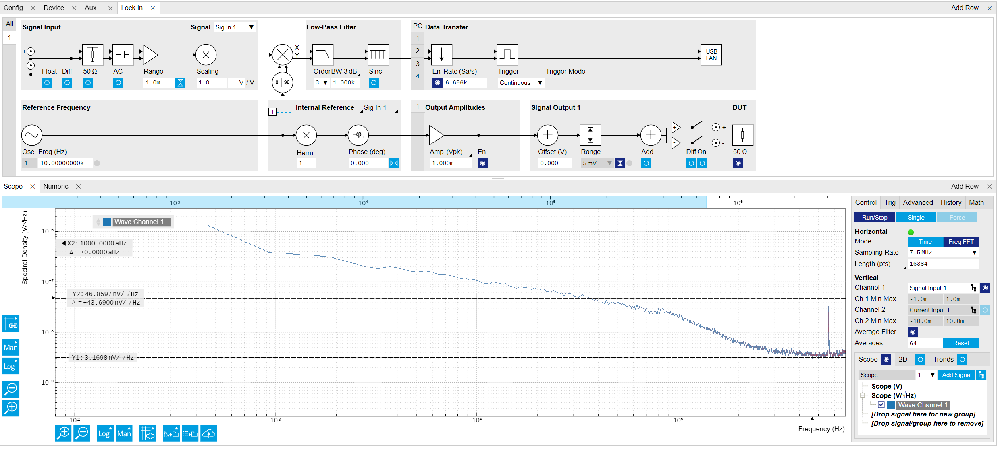 Config Device Aux Lock-in Add Row
All
1
Signal Input Signal Sig In 1
+
-
Float Diff 50 Ω AC Range Scaling
1.0m 1.0 V / V
X
Y
0 | 90
Low-Pass Filter
Order BW 3 dB Sinc
3 1.000k
PC Data Transfer
1
2
3
4
USB
LAN
En Rate (Sa/s) Trigger Trigger Mode
6.696k Continuous
Reference Frequency
Osc Freq (Hz)
1 10.00000000k
+
Internal Reference Sig In 1
+φ0
Harm Phase (deg)
1 0.000
1 Output Amplitudes
Amp (Vpk) En
1.000m
Signal Output 1 DUT
+ +
- -
Offset (V) Range Add Diff On 50 Ω
0.000 5 mV
Scope Numeric Add Row
10³ 10⁴ 10⁵ 10⁶
Spectral Density (V/√Hz)
Wave Channel 1
10⁻⁶
10⁻⁷
10⁻⁸
10⁻⁹
X2: 1000.0000 aHz
Δ = +0.0000 aHz
Y2: 46.8597 nV/ √Hz
Δ = +43.6900 nV/ √Hz
Y1: 3.1698 nV/ √Hz
Man
Log
10² 10³ 10⁴ 10⁵
Frequency (Hz)
Log Man
Control Trig Advanced History Math
Run/Stop Single Force
Horizontal
Mode Time Freq FFT
Sampling Rate 7.5 MHz
Length (pts) 16384
Vertical
Channel 1 Signal Input 1
Ch 1 Min Max -1.0m 1.0m
Channel 2 Current Input 1
Ch 2 Min Max -10.0m 10.0m
Average Filter
Averages 64 Reset
Scope 2D Trends
Scope 1 Add Signal
Scope (V)
Scope (V/√Hz)
Wave Channel 1
[Drop signal here for new group]
[Drop signal/group here to remove]